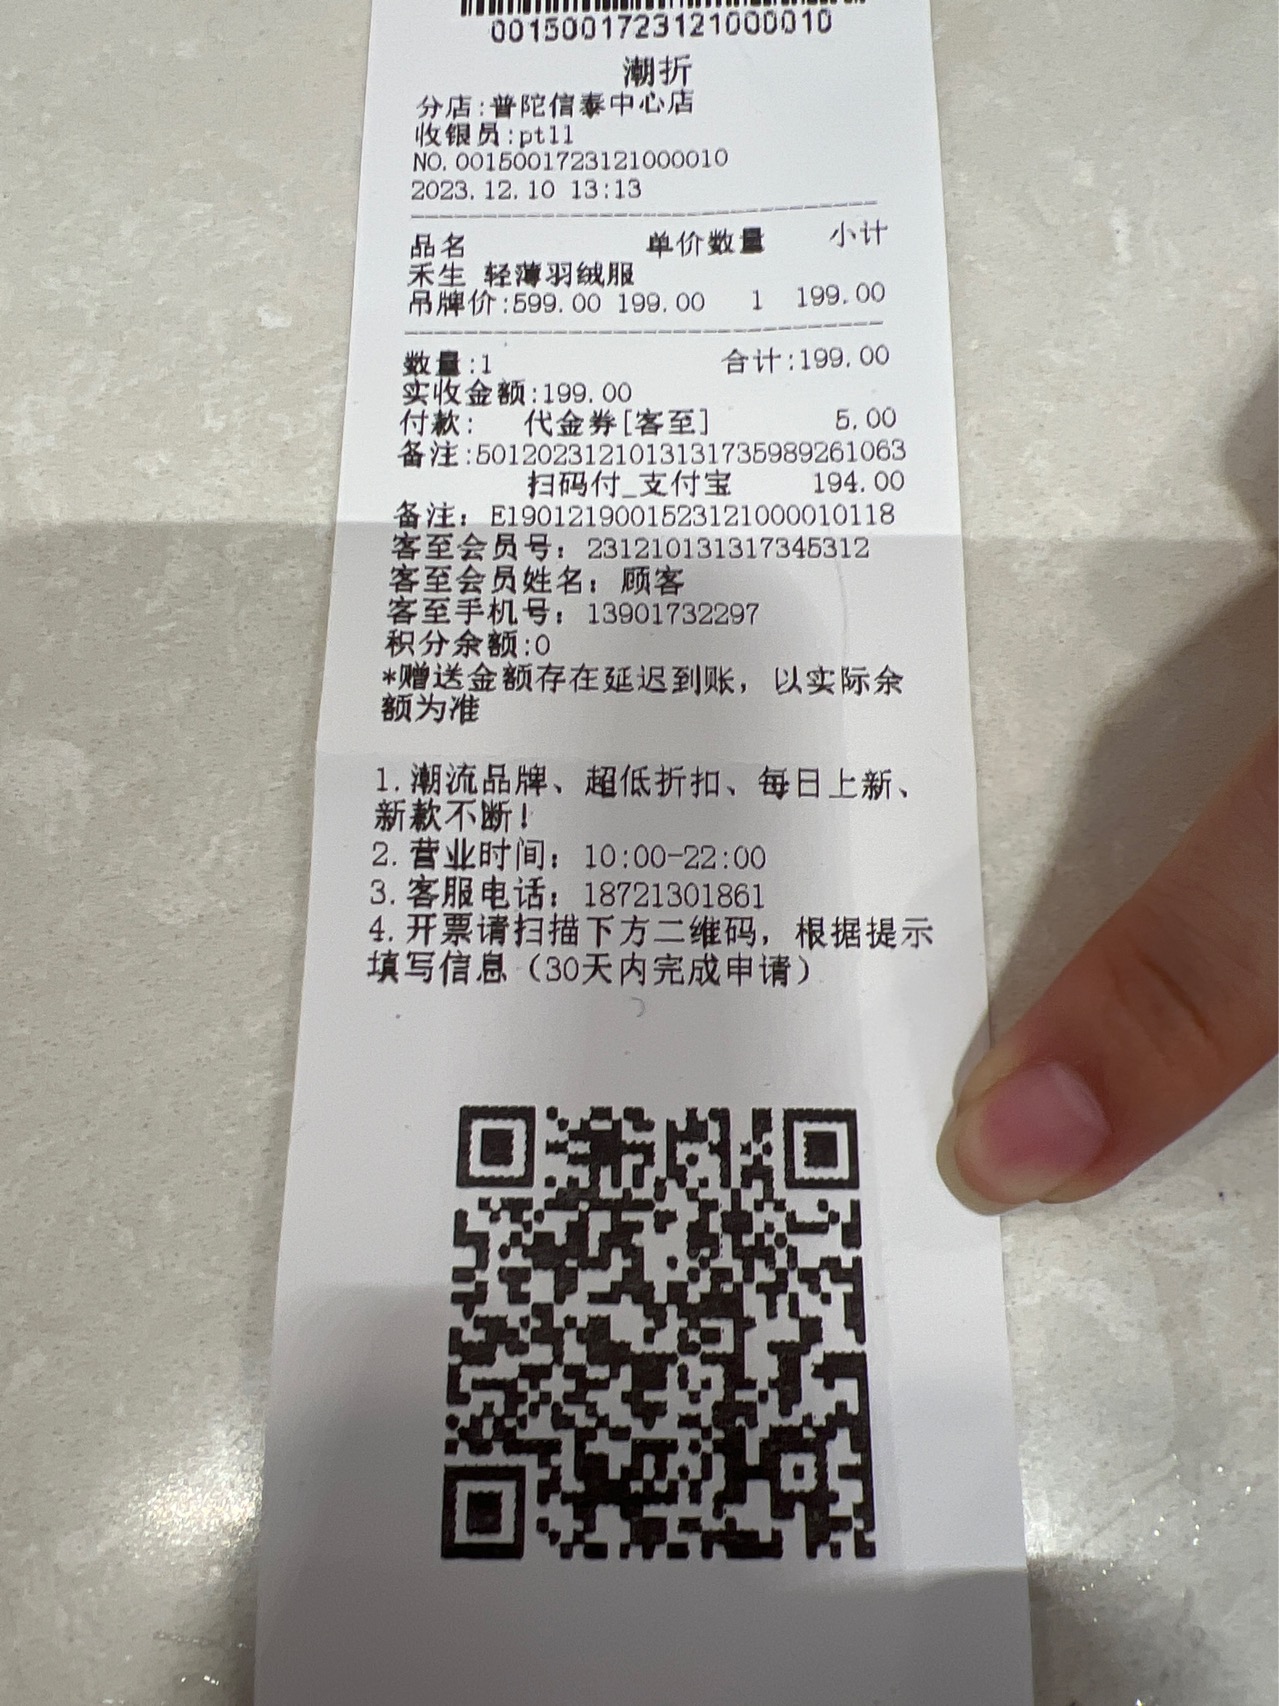 0015001723121000010
潮折
分店:普陀信泰中心店
收银员:pt11
NO.0015001723121000010
2023.12.10 13:13
品名 单价数量 小计
禾生 轻薄羽绒服
吊牌价:599.00 199.00 1 199.00
数量:1 合计:199.00
实收金额:199.00
付款: 代金券[客至] 5.00
备注:5012023121013131735989261063
扫码付_支付宝 194.00
备注: E1901219001523121000010118
客至会员号: 231210131317345312
客至会员姓名: 顾客
客至手机号: 13901732297
积分余额:0
*赠送金额存在延迟到账，以实际余
额为准
1.潮流品牌、超低折扣、每日上新、
新款不断!
2.营业时间: 10:00-22:00
3.客服电话: 18721301861
4.开票请扫描下方二维码，根据提示
填写信息（30天内完成申请）